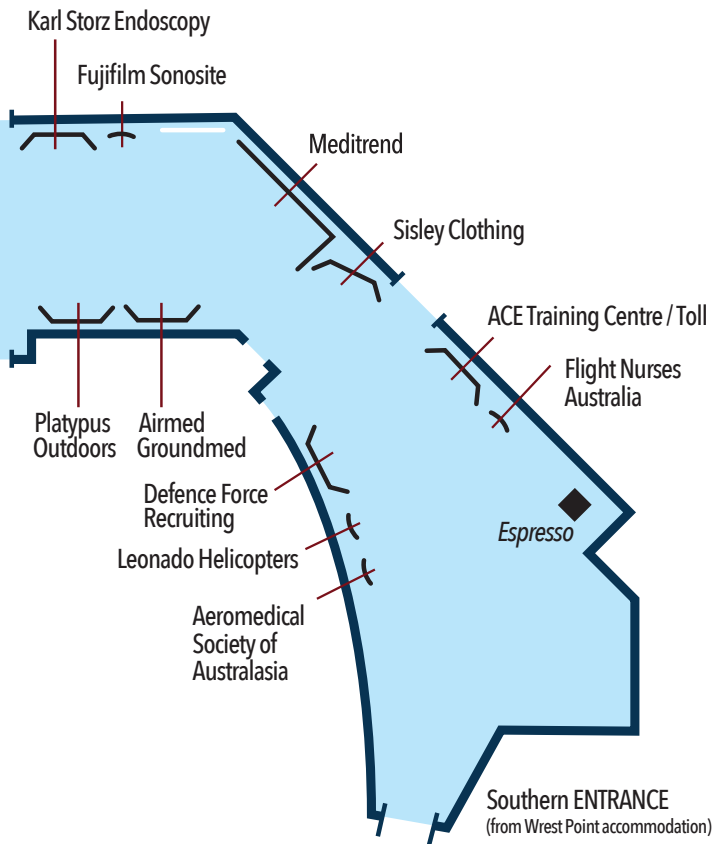 Karl Storz Endoscopy
Fujifilm Sonosite
Meditrend
Sisley Clothing
ACE Training Centre / Toll
Flight Nurses
Australia
Platypus
Outdoors
Airmed
Groundmed
Defence Force
Recruiting
Espresso
Leonado Helicopters
Aeromedical
Society of
Australasia
Southern ENTRANCE
(from Wrest Point accommodation)